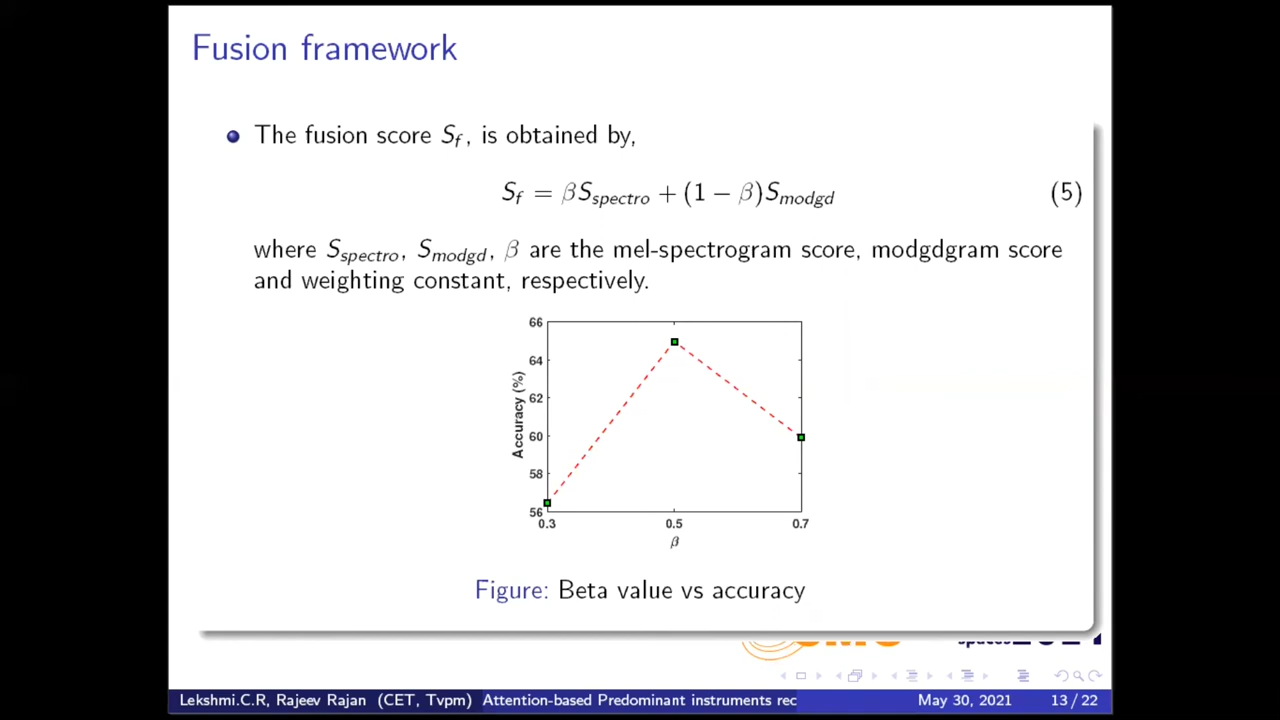 Fusion framework
The fusion score S_f, is obtained by,
S_f = βS_spectro + (1 − β)S_modgd (5)
where S_spectro, S_modgd, β are the mel-spectrogram score, modgdgram score
and weighting constant, respectively.
66
64
62
60
58
56
Accuracy (%)
0.3 0.5 0.7
β
Figure: Beta value vs accuracy
Lekshmi.C.R, Rajeev Rajan (CET, Tvpm) Attention-based Predominant instruments rec May 30, 2021 13 / 22